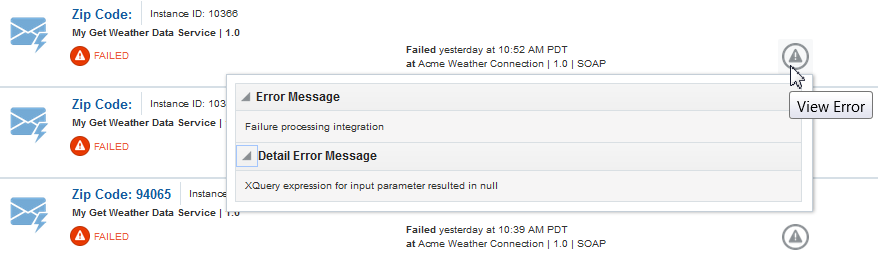 Zip Code: Instance ID: 10366
My Get Weather Data Service | 1.0
FAILED
Failed yesterday at 10:52 AM PDT
at Acme Weather Connection | 1.0 | SOAP
View Error
Error Message
Failure processing integration
Detail Error Message
XQuery expression for input parameter resulted in null
Zip Code: Instance ID: 103
My Get Weather Data Service
FAILED
Zip Code: 94065 Instance
My Get Weather Data Service | 1.0
FAILED
Failed yesterday at 10:39 AM PDT
at Acme Weather Connection | 1.0 | SOAP